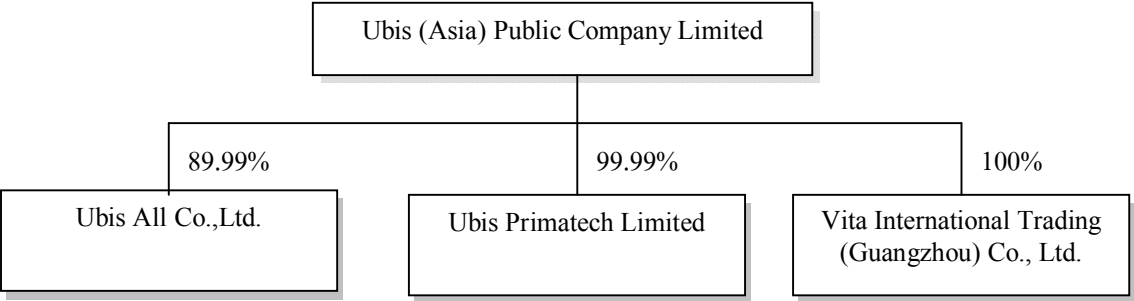 Ubis (Asia) Public Company Limited
89.99%
99.99%
100%
Ubis All Co.,Ltd.
Ubis Primatech Limited
Vita International Trading
(Guangzhou) Co., Ltd.